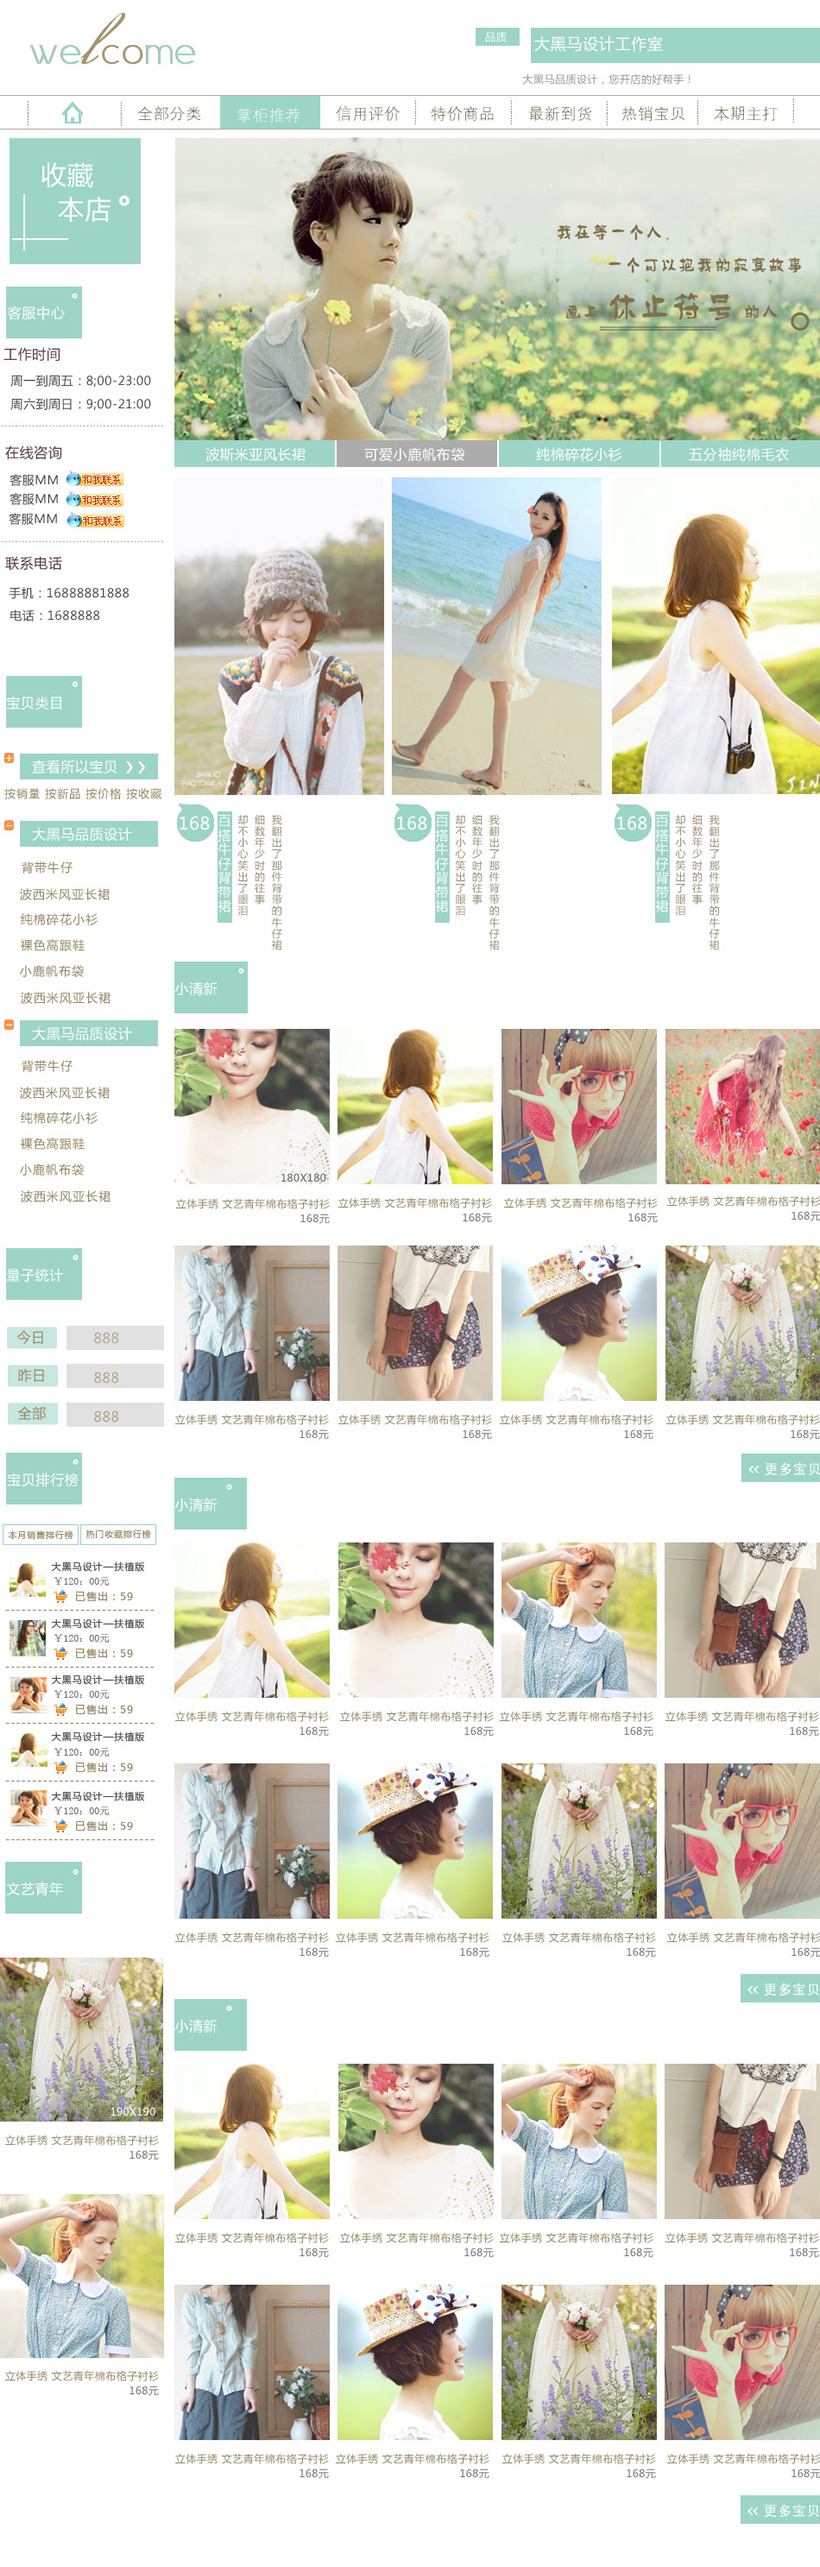 welcome
品质
大黑马设计工作室
大黑马品质设计，您开店的好帮手！
全部分类
掌柜推荐
信用评价
特价商品
最新到货
热销宝贝
本期主打
收藏
本店
我在等一个人，
一个可以把我的寂寞故事
画上 休止符号 的人
波斯米亚风长裙
可爱小鹿帆布袋
纯棉碎花小衫
五分袖纯棉毛衣
客服中心
工作时间
周一到周五：8;00-23:00
周六到周日：9;00-21:00
在线咨询
客服MM 和我联系
客服MM 和我联系
客服MM 和我联系
联系电话
手机：16888881888
电话：1688888
宝贝类目
查看所以宝贝
按销量 按新品 按价格 按收藏
大黑马品质设计
背带牛仔
波西米风亚长裙
纯棉碎花小衫
裸色高跟鞋
小鹿帆布袋
波西米风亚长裙
大黑马品质设计
背带牛仔
波西米风亚长裙
纯棉碎花小衫
裸色高跟鞋
小鹿帆布袋
波西米风亚长裙
量子统计
今日 888
昨日 888
全部 888
宝贝排行榜
本月销售排行榜
热门收藏排行榜
大黑马设计—扶植版
￥120：00元
已售出：59
大黑马设计—扶植版
￥120：00元
已售出：59
大黑马设计—扶植版
￥120：00元
已售出：59
大黑马设计—扶植版
￥120：00元
已售出：59
大黑马设计—扶植版
￥120：00元
已售出：59
文艺青年
190X190
立体手绣 文艺青年棉布格子衬衫
168元
立体手绣 文艺青年棉布格子衬衫
168元
PHOTOGRAPHY
168
百搭牛仔背带裙
我翻出了那件背带的牛仔裙
细数年少时的往事
却不小心笑出了眼泪
168
百搭牛仔背带裙
我翻出了那件背带的牛仔裙
细数年少时的往事
却不小心笑出了眼泪
168
百搭牛仔背带裙
我翻出了那件背带的牛仔裙
细数年少时的往事
却不小心笑出了眼泪
小清新
180X180
立体手绣 文艺青年棉布格子衬衫
168元
立体手绣 文艺青年棉布格子衬衫
168元
立体手绣 文艺青年棉布格子衬衫
168元
立体手绣 文艺青年棉布格子衬衫
168元
立体手绣 文艺青年棉布格子衬衫
168元
立体手绣 文艺青年棉布格子衬衫
168元
立体手绣 文艺青年棉布格子衬衫
168元
立体手绣 文艺青年棉布格子衬衫
168元
<< 更多宝贝
小清新
立体手绣 文艺青年棉布格子衬衫
168元
立体手绣 文艺青年棉布格子衬衫
168元
立体手绣 文艺青年棉布格子衬衫
168元
立体手绣 文艺青年棉布格子衬衫
168元
立体手绣 文艺青年棉布格子衬衫
168元
立体手绣 文艺青年棉布格子衬衫
168元
立体手绣 文艺青年棉布格子衬衫
168元
立体手绣 文艺青年棉布格子衬衫
168元
<< 更多宝贝
小清新
立体手绣 文艺青年棉布格子衬衫
168元
立体手绣 文艺青年棉布格子衬衫
168元
立体手绣 文艺青年棉布格子衬衫
168元
立体手绣 文艺青年棉布格子衬衫
168元
立体手绣 文艺青年棉布格子衬衫
168元
立体手绣 文艺青年棉布格子衬衫
168元
立体手绣 文艺青年棉布格子衬衫
168元
立体手绣 文艺青年棉布格子衬衫
168元
<< 更多宝贝